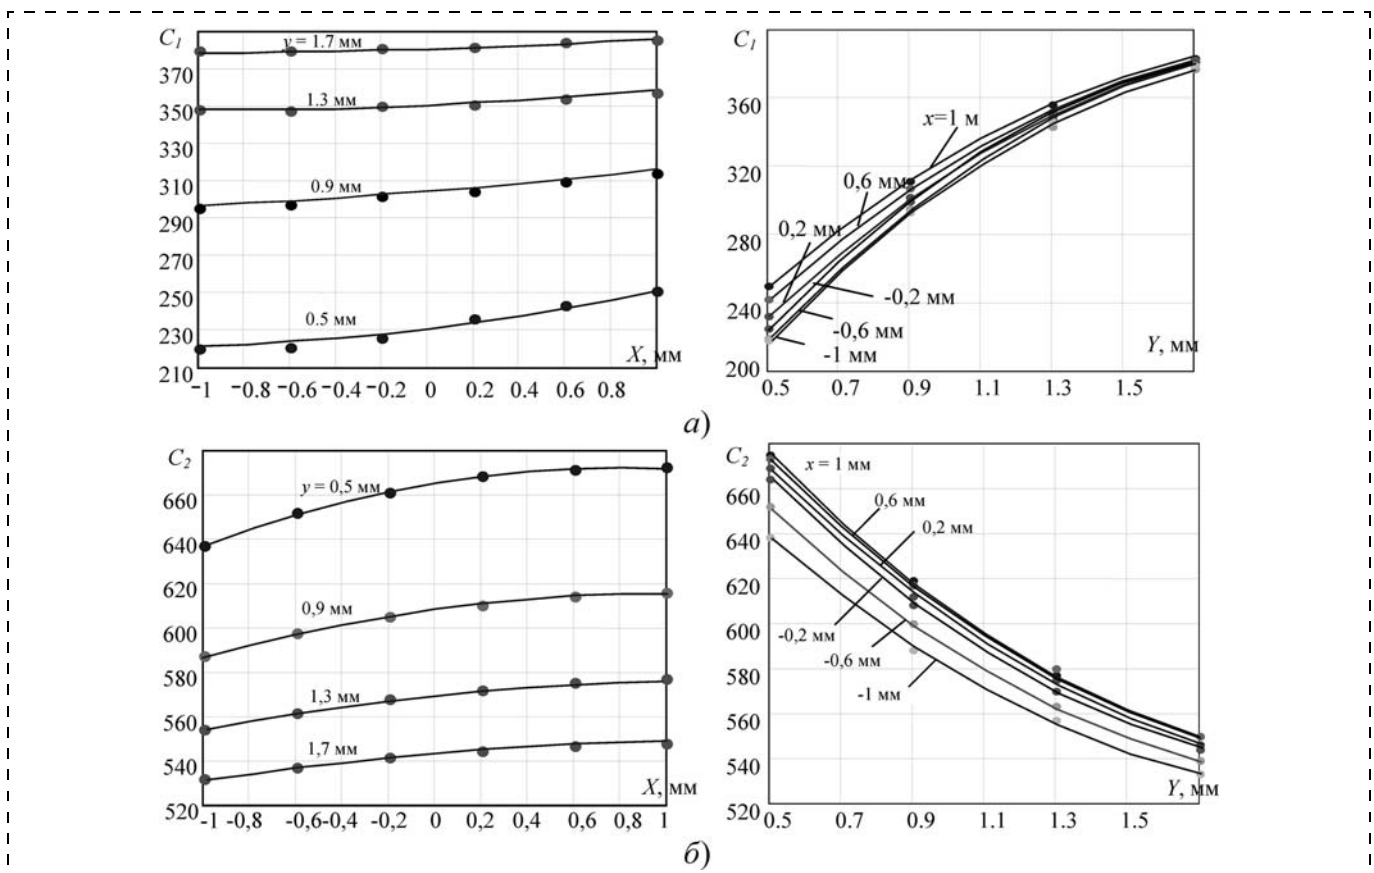 C1
y = 1.7 мм
370
1.3 мм
350
330
310
0.9 мм
290
270
250
0.5 мм
230
X, мм
210
-1 -0.8 -0.6 -0.4 -0.2 0 0.2 0.4 0.6 0.8
C1
360
x=1 м
320
0,6 мм
0,2 мм
280
-0,2 мм
240
-0,6 мм
-1 мм
Y, мм
200
0.5 0.7 0.9 1.1 1.3 1.5
а)
C2
y = 0,5 мм
660
640
620
0,9 мм
600
580
1,3 мм
560
1,7 мм
540
X, мм
520
-1 -0,8 -0,6 -0,4 -0,2 0 0,2 0,4 0,6 0,8 1
C2
x = 1 мм
660
0,6 мм
0,2 мм
640
620
600
-0,2 мм
-0,6 мм
580
-1 мм
560
540
Y, мм
520
0.5 0.7 0.9 1.1 1.3 1.5
б)